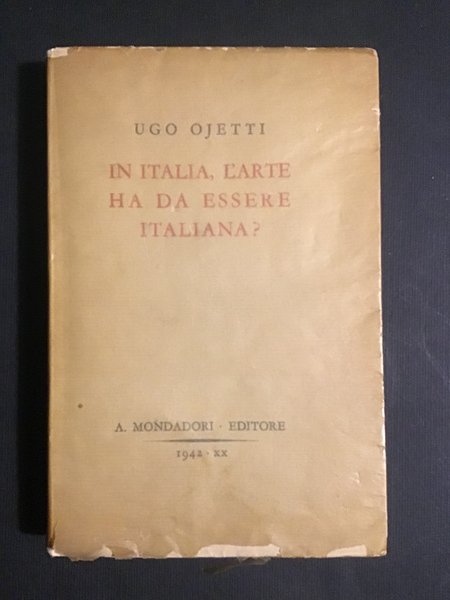 UGO OJETTI
IN ITALIA, L'ARTE
HA DA ESSERE
ITALIANA?
A. MONDADORI · EDITORE
1942 · XX